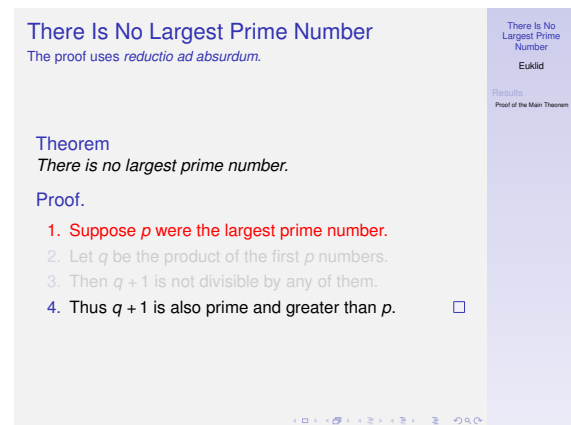 There Is No Largest Prime Number
The proof uses reductio ad absurdum.
Theorem
There is no largest prime number.
Proof.
1. Suppose p were the largest prime number.
2. Let q be the product of the first p numbers.
3. Then q + 1 is not divisible by any of them.
4. Thus q + 1 is also prime and greater than p.
There Is No
Largest Prime
Number
Euklid
Results
Proof of the Main Theorem